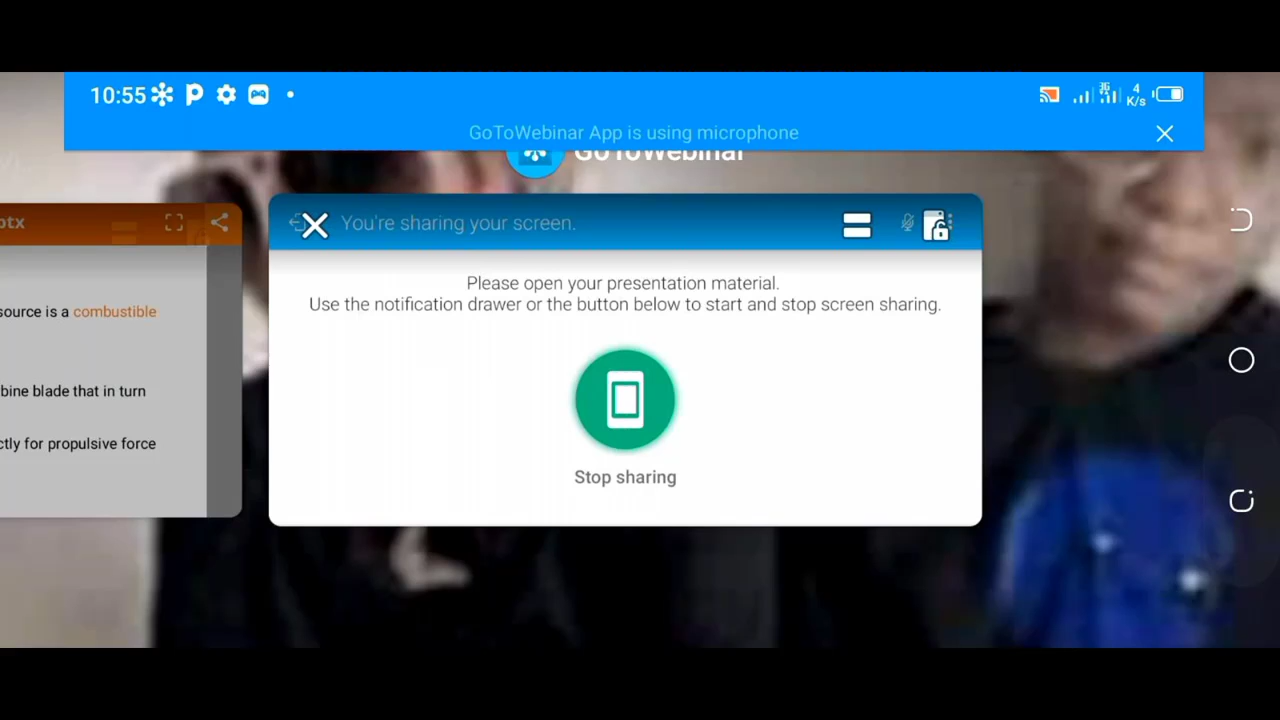 10:55
4
K/s
GoToWebinar App is using microphone
GoToWebinar
ptx
You're sharing your screen.
Please open your presentation material.
Use the notification drawer or the button below to start and stop screen sharing.
source is a combustible
bine blade that in turn
ctly for propulsive force
Stop sharing